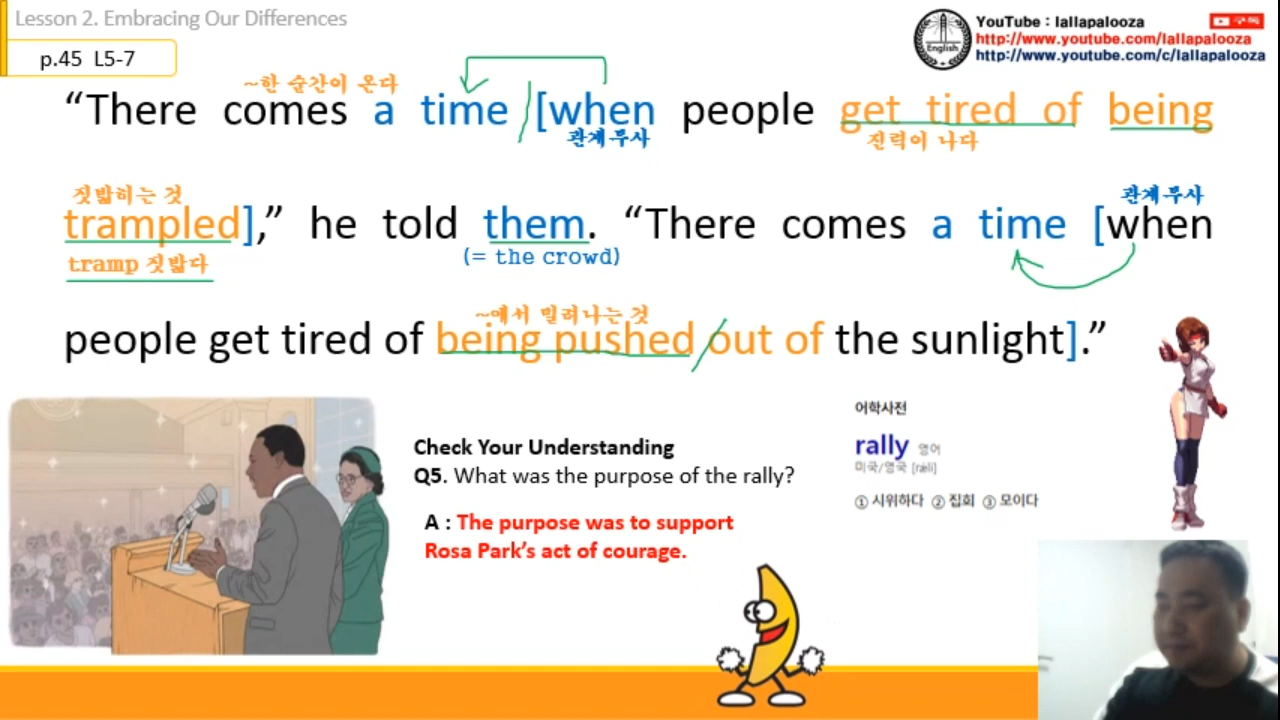 Lesson 2. Embracing Our Differences
p.45 L5-7
YouTube : lallapalooza
구독
http://www.youtube.com/lallapalooza
http://www.youtube.com/c/lallapalooza
English
~한 순간이 온다
“There comes a time [when people get tired of being
관계부사
진력이 나다
짓밟히는 것
관계부사
trampled],” he told them. “There comes a time [when
tramp 짓밟다
(= the crowd)
~에서 밀려나는 것
people get tired of being pushed out of the sunlight].”
Check Your Understanding
Q5. What was the purpose of the rally?
A : The purpose was to support
Rosa Park’s act of courage.
어학사전
rally 영어
미국/영국 [rǽli]
① 시위하다 ② 집회 ③ 모이다